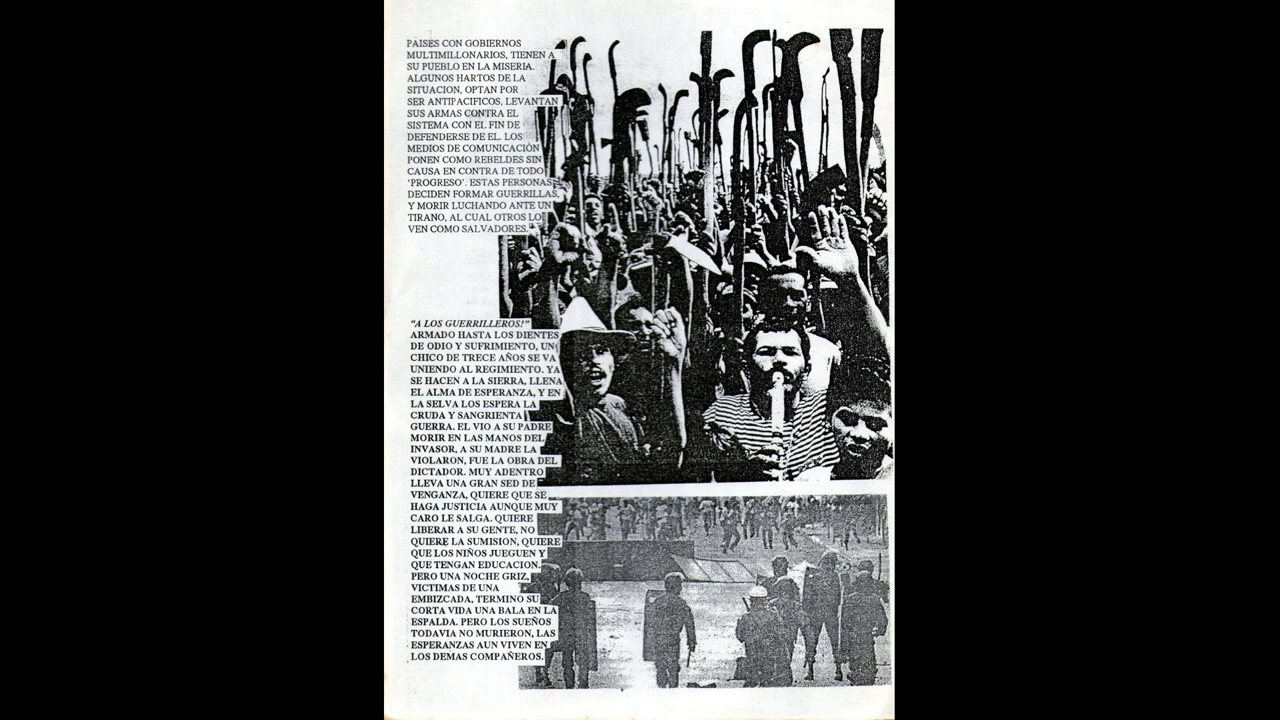 PAISES CON GOBIERNOS
MULTIMILLONARIOS, TIENEN A
SU PUEBLO EN LA MISERIA.
ALGUNOS HARTOS DE LA
SITUACION, OPTAN POR
SER ANTIPACIFICOS, LEVANTAN
SUS ARMAS CONTRA EL
SISTEMA CON EL FIN DE
DEFENDERSE DE EL. LOS
MEDIOS DE COMUNICACIÓN
PONEN COMO REBELDES SIN
CAUSA EN CONTRA DE TODO
'PROGRESO'. ESTAS PERSONAS
DECIDEN FORMAR GUERRILLAS,
Y MORIR LUCHANDO ANTE UN
TIRANO, AL CUAL OTROS LO
VEN COMO SALVADORES.
"A LOS GUERRILLEROS!"
ARMADO HASTA LOS DIENTES
DE ODIO Y SUFRIMIENTO, UN
CHICO DE TRECE AÑOS SE VA
UNIENDO AL REGIMIENTO. YA
SE HACEN A LA SIERRA, LLENA
EL ALMA DE ESPERANZA, Y EN
LA SELVA LOS ESPERA LA
CRUDA Y SANGRIENTA
GUERRA. EL VIO A SU PADRE
MORIR EN LAS MANOS DEL
INVASOR, A SU MADRE LA
VIOLARON, FUE LA OBRA DEL
DICTADOR. MUY ADENTRO
LLEVA UNA GRAN SED DE
VENGANZA, QUIERE QUE SE
HAGA JUSTICIA AUNQUE MUY
CARO LE SALGA. QUIERE
LIBERAR A SU GENTE, NO
QUIERE LA SUMISION, QUIERE
QUE LOS NIÑOS JUEGUEN Y
QUE TENGAN EDUCACION.
PERO UNA NOCHE GRIZ,
VICTIMAS DE UNA
EMBIZCADA, TERMINO SU
CORTA VIDA UNA BALA EN LA
ESPALDA. PERO LOS SUEÑOS
TODAVIA NO MURIERON, LAS
ESPERANZAS AUN VIVEN EN
LOS DEMAS COMPAÑEROS.